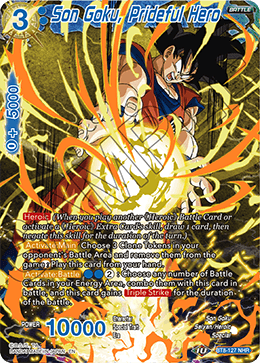 3
Son Goku, Prideful Hero
BATTLE
0 + 5000
Heroic (When you play another {Heroic} Battle Card or
activate a {Heroic} Extra Card's skill, draw 1 card, then
negate this skill for the duration of the turn.)
Activate Main Choose 3 Clone Tokens in your
opponent's Battle Area and remove them from the
game: Play this card from your hand.
Activate Battle 2 : Choose any number of Battle
Cards in your Energy Area, combo them with this card
in battle, and this card gains Triple Strike for the duration
of the battle.
POWER 10000
Character
Special Trait
Era
Son Goku
Saiyan/Heroic
Special
BT8-127 NHR